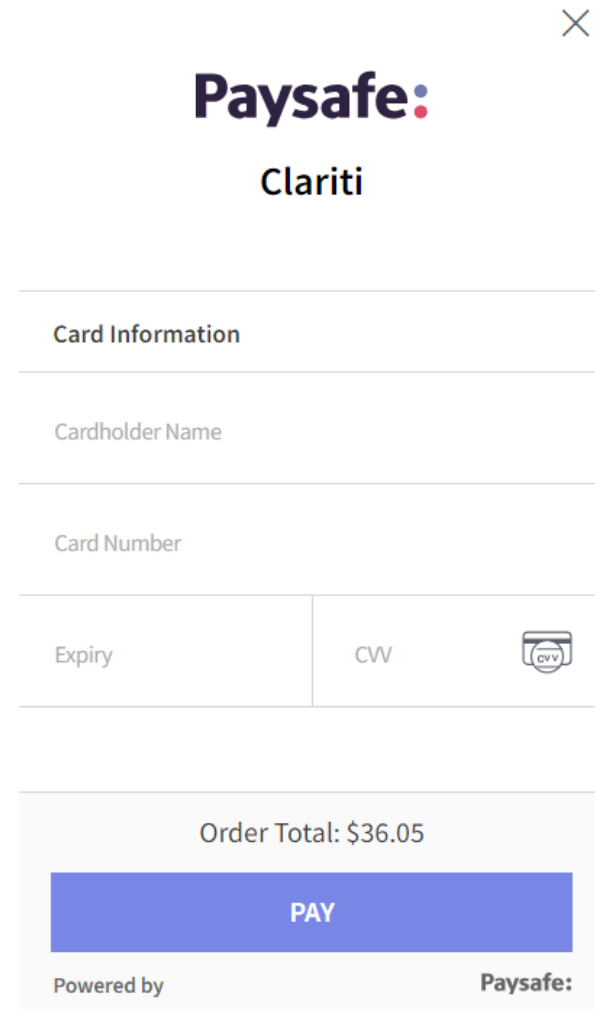 Paysafe:
Clariti
Card Information
Cardholder Name
Card Number
Expiry CVV
CVV
Order Total: $36.05
PAY
Powered by Paysafe: